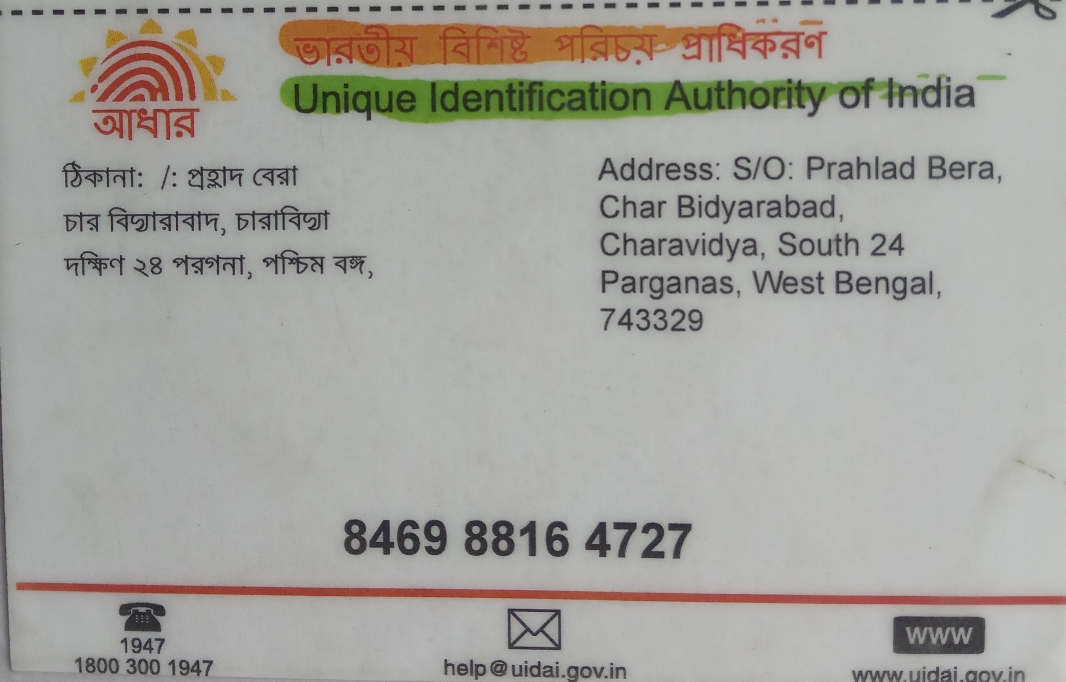 ভারতীয় বিশিষ্ট পরিচয় প্রাধিকরণ
Unique Identification Authority of India
আধার
ঠিকানা: /: প্রহ্লাদ বেরা
চার বিদ্যারাবাদ, চারাবিদ্যা
দক্ষিণ ২৪ পরগনা, পশ্চিম বঙ্গ,
Address: S/O: Prahlad Bera,
Char Bidyarabad,
Charavidya, South 24
Parganas, West Bengal,
743329
8469 8816 4727
1947
1800 300 1947
help@uidai.gov.in
WWW
www.uidai.gov.in